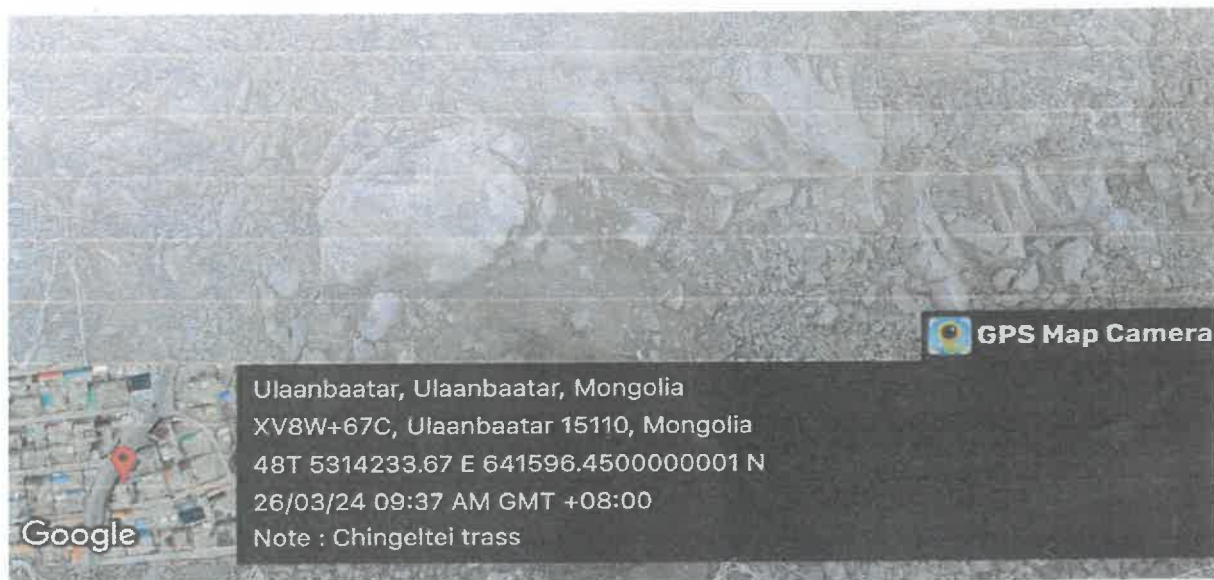 GPS Map Camera
Ulaanbaatar, Ulaanbaatar, Mongolia
XV8W+67C, Ulaanbaatar 15110, Mongolia
48T 5314233.67 E 641596.4500000001 N
26/03/24 09:37 AM GMT +08:00
Note : Chingeltei trass
Google